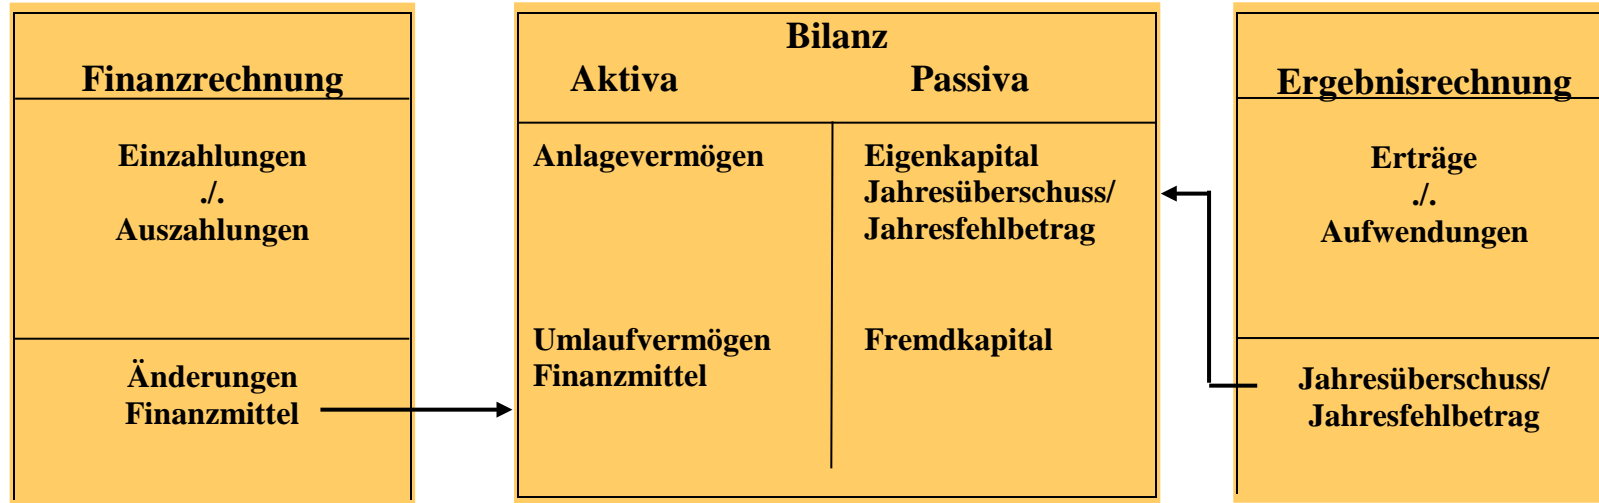 Finanzrechnung
Einzahlungen
./.
Auszahlungen
Änderungen
Finanzmittel
Bilanz
Aktiva Passiva
Anlagevermögen
Umlaufvermögen
Finanzmittel
Eigenkapital
Jahresüberschuss/
Jahresfehlbetrag
Fremdkapital
Ergebnisrechnung
Erträge
./.
Aufwendungen
Jahresüberschuss/
Jahresfehlbetrag